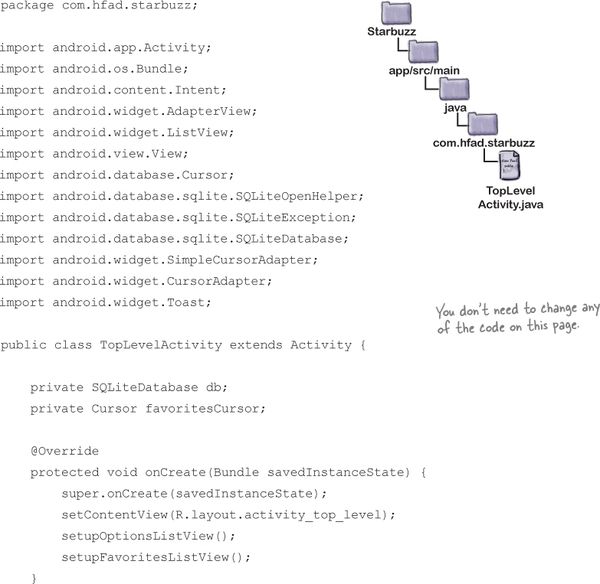 package com.hfad.starbuzz;
import android.app.Activity;
import android.os.Bundle;
import android.content.Intent;
import android.widget.AdapterView;
import android.widget.ListView;
import android.view.View;
import android.database.Cursor;
import android.database.sqlite.SQLiteOpenHelper;
import android.database.sqlite.SQLiteException;
import android.database.sqlite.SQLiteDatabase;
import android.widget.SimpleCursorAdapter;
import android.widget.CursorAdapter;
import android.widget.Toast;
public class TopLevelActivity extends Activity {
private SQLiteDatabase db;
private Cursor favoritesCursor;
@Override
protected void onCreate(Bundle savedInstanceState) {
super.onCreate(savedInstanceState);
setContentView(R.layout.activity_top_level);
setupOptionsListView();
setupFavoritesListView();
}
Starbuzz
app/src/main
java
com.hfad.starbuzz
TopLevel
Activity.java
You don't need to change any
of the code on this page.